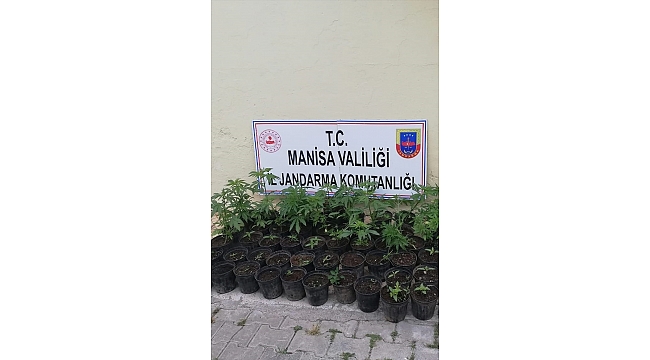 T.C.
MANİSA VALİLİĞİ
İL JANDARMA KOMUTANLIĞI